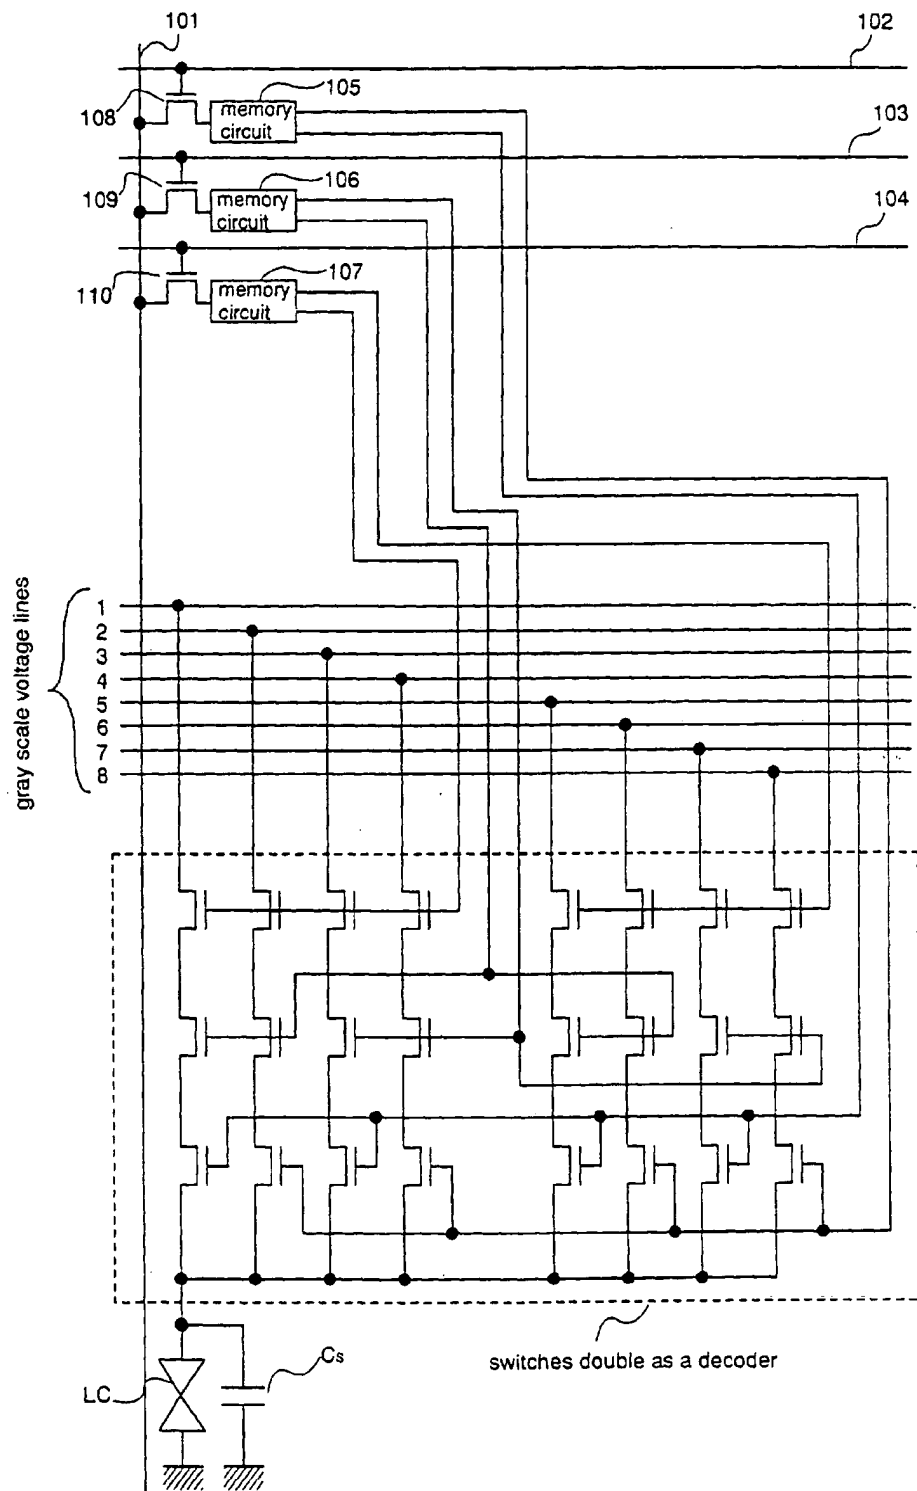 101
102
105
108
memory
circuit
103
106
109
memory
circuit
104
107
110
memory
circuit
gray scale voltage lines
1
2
3
4
5
6
7
8
switches double as a decoder
Cs
LC